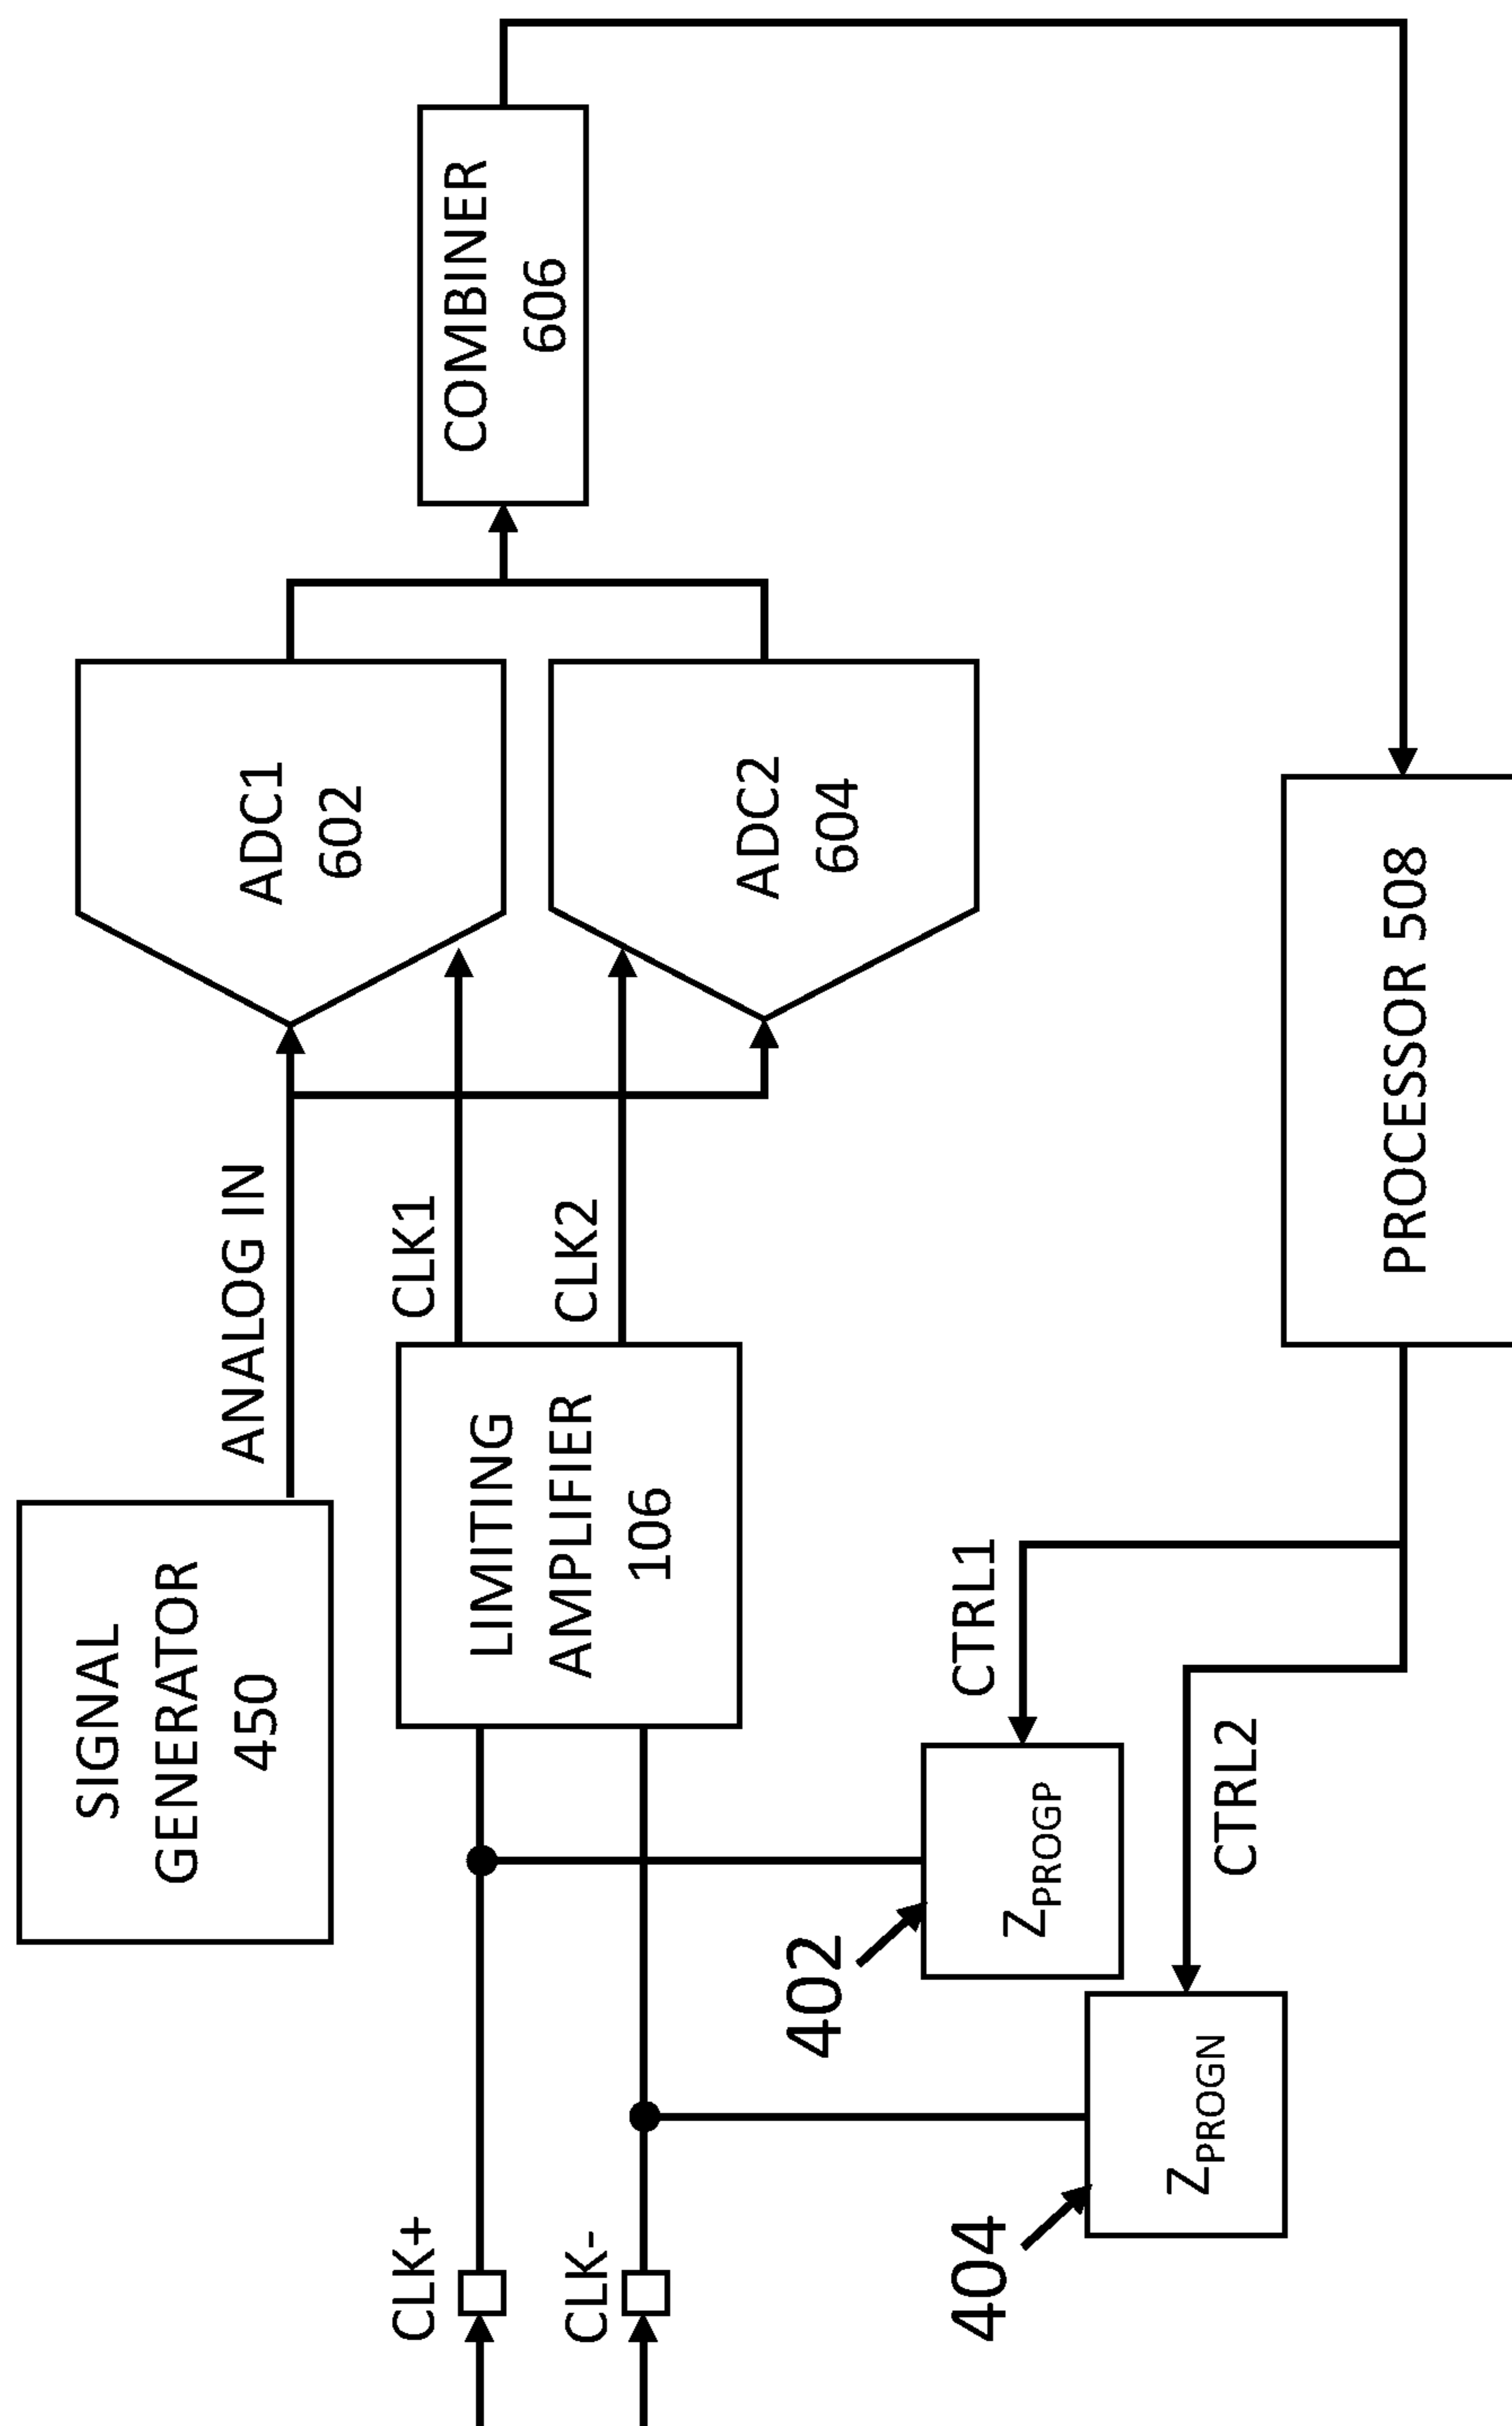 SIGNAL
GENERATOR
450
ANALOG IN
ADC1
602
CLK+
CLK-
LIMITING
AMPLIFIER
106
CLK1
CLK2
ADC2
604
COMBINER
606
402
ZPROGP
CTRL1
404
ZPROGN
CTRL2
PROCESSOR 508